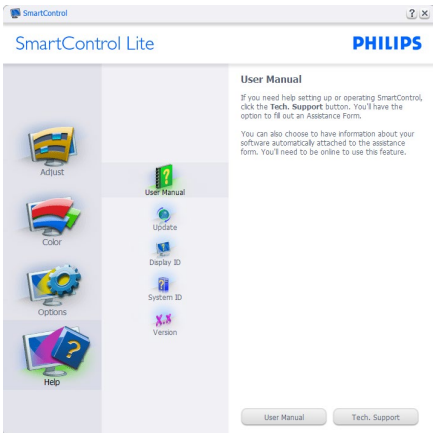 SmartControl
? ×
SmartControl Lite
PHILIPS
Adjust
Color
Options
Help
User Manual
Update
Display ID
System ID
X.X
Version
User Manual
If you need help setting up or operating SmartControl,
click the Tech. Support button. You'll have the
option to fill out an Assistance Form.
You can also choose to have information about your
software automatically attached to the assistance
form. You'll need to be online to use this feature.
User Manual
Tech. Support